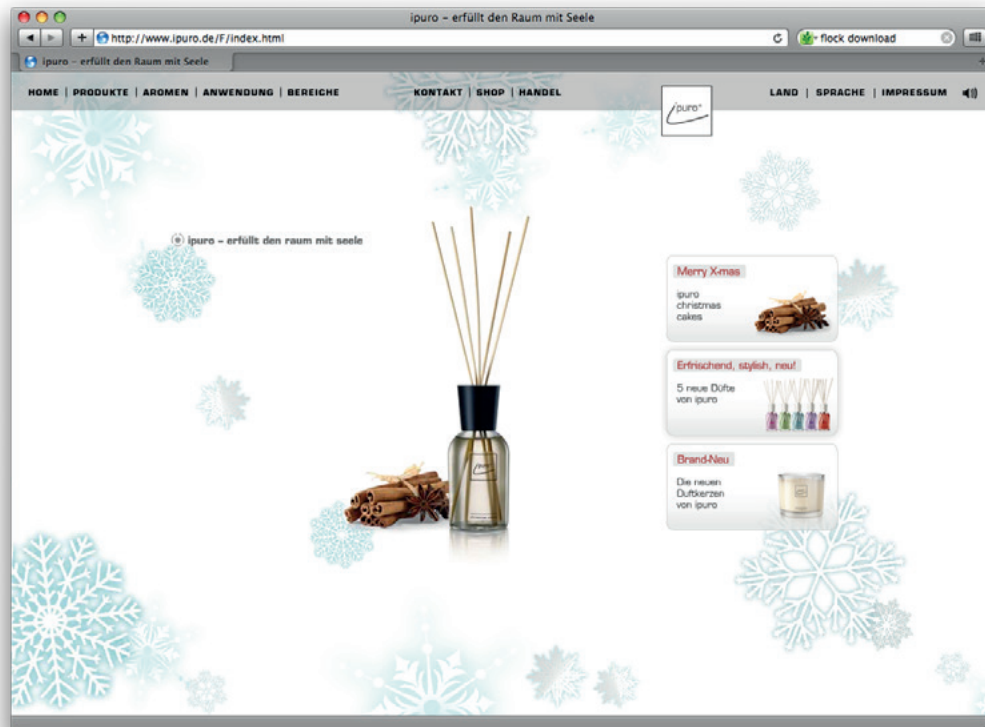 ipuro – erfüllt den Raum mit Seele
http://www.ipuro.de/F/index.html
flock download
ipuro – erfüllt den Raum mit Seele
HOME | PRODUKTE | AROMEN | ANWENDUNG | BEREICHE
KONTAKT | SHOP | HANDEL
LAND | SPRACHE | IMPRESSUM
ipuro
ipuro – erfüllt den raum mit seele
Merry X-mas
ipuro
christmas
cakes
Erfrischend, stylish, neu!
5 neue Düfte
von ipuro
Brand-Neu
Die neuen
Duftkerzen
von ipuro
ipuro